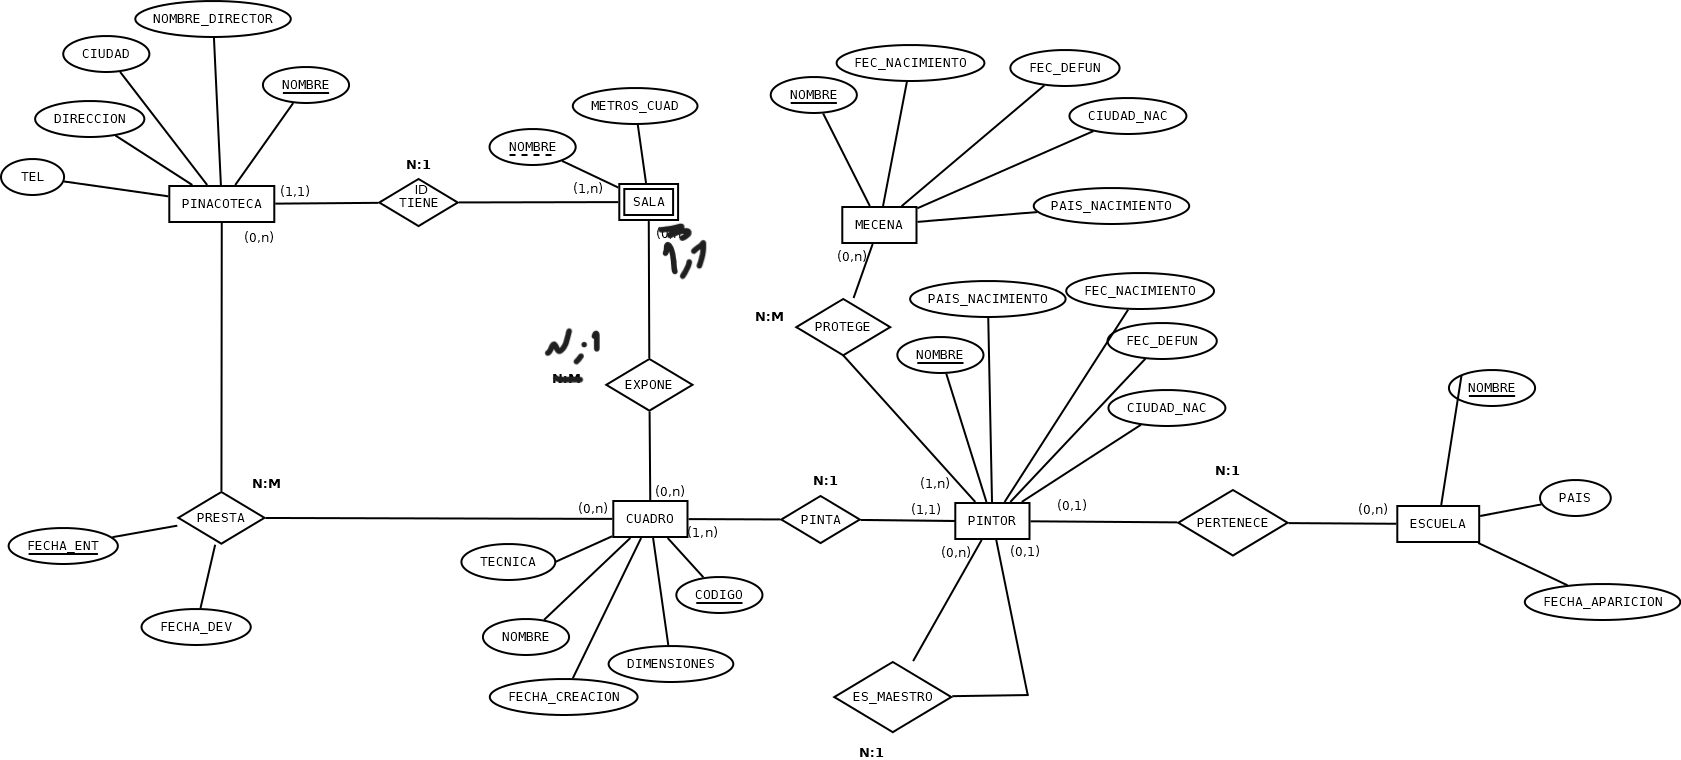 NOMBRE_DIRECTOR
CIUDAD
NOMBRE
DIRECCION
TEL
PINACOTECA
(1,1)
(0,n)
N:1
ID
TIENE
METROS_CUAD
NOMBRE
(1,n)
SALA
1,1
N:1
N:M
EXPONE
FEC_NACIMIENTO
FEC_DEFUN
NOMBRE
CIUDAD_NAC
PAIS_NACIMIENTO
MECENA
(0,n)
N:M
PROTEGE
PAIS_NACIMIENTO
FEC_NACIMIENTO
NOMBRE
FEC_DEFUN
CIUDAD_NAC
NOMBRE
N:M
PRESTA
FECHA_ENT
FECHA_DEV
(0,n)
(0,n)
CUADRO
(1,n)
N:1
PINTA
(1,n)
(1,1)
PINTOR
(0,1)
(0,n)
(0,1)
N:1
PERTENECE
(0,n)
ESCUELA
PAIS
FECHA_APARICION
TECNICA
CODIGO
NOMBRE
DIMENSIONES
FECHA_CREACION
ES_MAESTRO
N:1